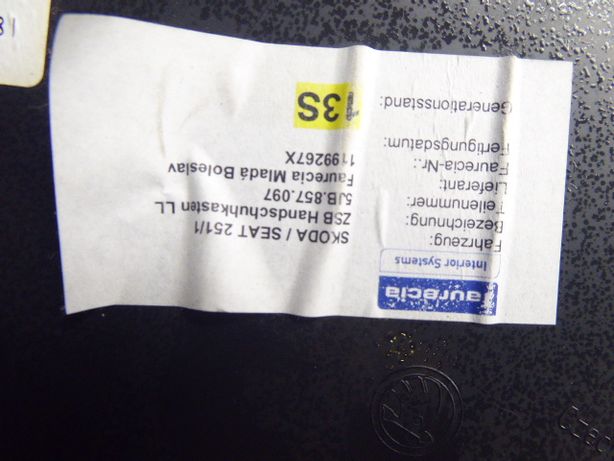 faurecia
Interior Systems
Fahrzeug: SKODA / SEAT 251/1
Bezeichnung: ZSB Handschuhkasten LL
Teilenummer: 5JB.857.097
Lieferant: Faurecia Mladá Boleslav
Faurecia-Nr.: 1199267X
Fertigungsdatum:
Generationsstand: 13S